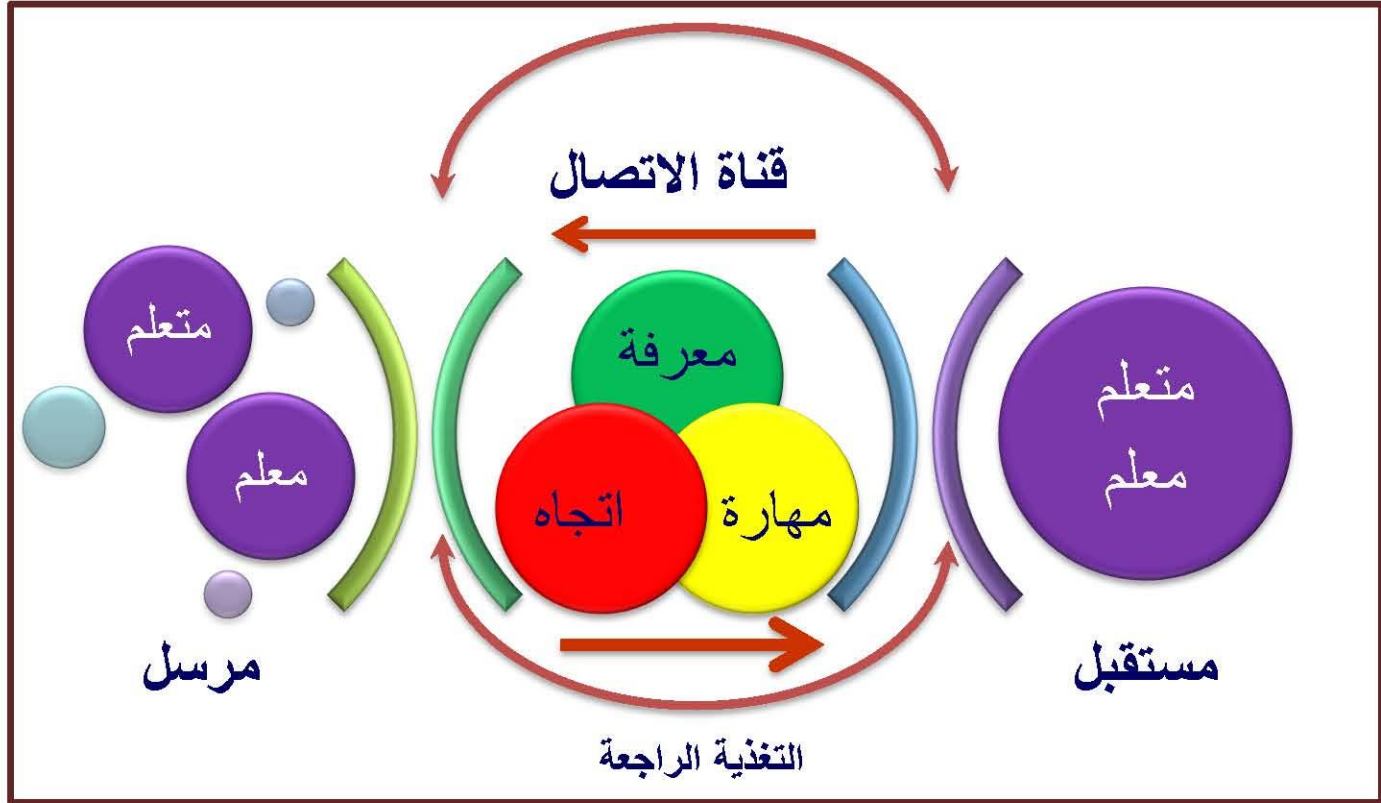 قناة الاتصال
متعلم
معلم
معرفة
اتجاه
مهارة
متعلم
معلم
مرسل
مستقبل
التغذية الراجعة